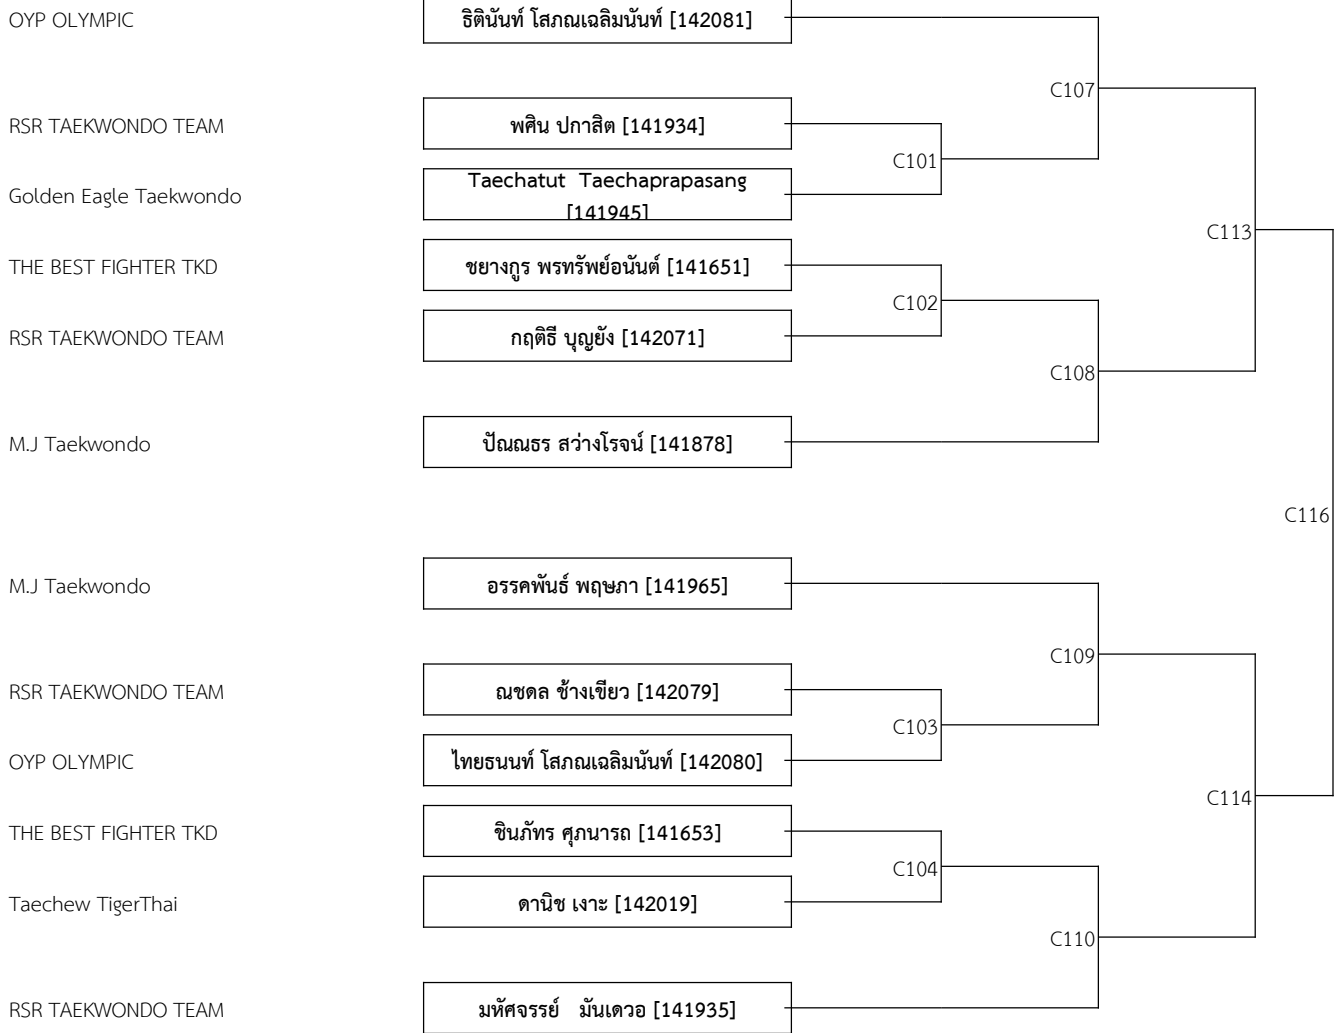 OYP OLYMPIC
ธิตินันท์ โสภณเฉลิมนันท์ [142081]
C107
RSR TAEKWONDO TEAM
พศิน ปกาสิต [141934]
C101
Golden Eagle Taekwondo
Taechatut Taechaprapasang
[141945]
C113
THE BEST FIGHTER TKD
ชยางกูร พรทรัพย์อนันต์ [141651]
C102
RSR TAEKWONDO TEAM
กฤติธี บุญยัง [142071]
C108
M.J Taekwondo
ปัณณธร สว่างโรจน์ [141878]
C116
M.J Taekwondo
อรรคพันธ์ พฤษภา [141965]
C109
RSR TAEKWONDO TEAM
ณชดล ช้างเขียว [142079]
C103
OYP OLYMPIC
ไทยธนนท์ โสภณเฉลิมนันท์ [142080]
C114
THE BEST FIGHTER TKD
ชินภัทร ศุภนารถ [141653]
C104
Taechew TigerThai
ดานิช เงาะ [142019]
C110
RSR TAEKWONDO TEAM
มหัศจรรย์ มันเดวอ [141935]